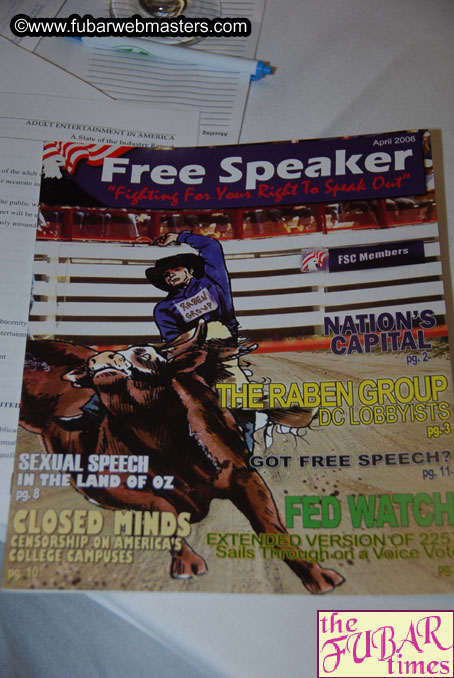 www.fubarwebmasters.com
ADULT ENTERTAINMENT IN AMERICA
A State of the Industry
April 2006
Free Speaker
"Fighting For Your Right To Speak Out"
FSC Members
RABEN
GROUP
NATION'S
CAPITAL
pg. 2
THE RABEN GROUP
DC LOBBYISTS
pg. 3
GOT FREE SPEECH?
pg. 11
SEXUAL SPEECH
IN THE LAND OF OZ
pg. 8
FED WATCH
EXTENDED VERSION OF 225
Sails Through on a Voice Vote
pg.
CLOSED MINDS
CENSORSHIP ON AMERICA'S
COLLEGE CAMPUSES
pg. 10
the
FUBAR
times